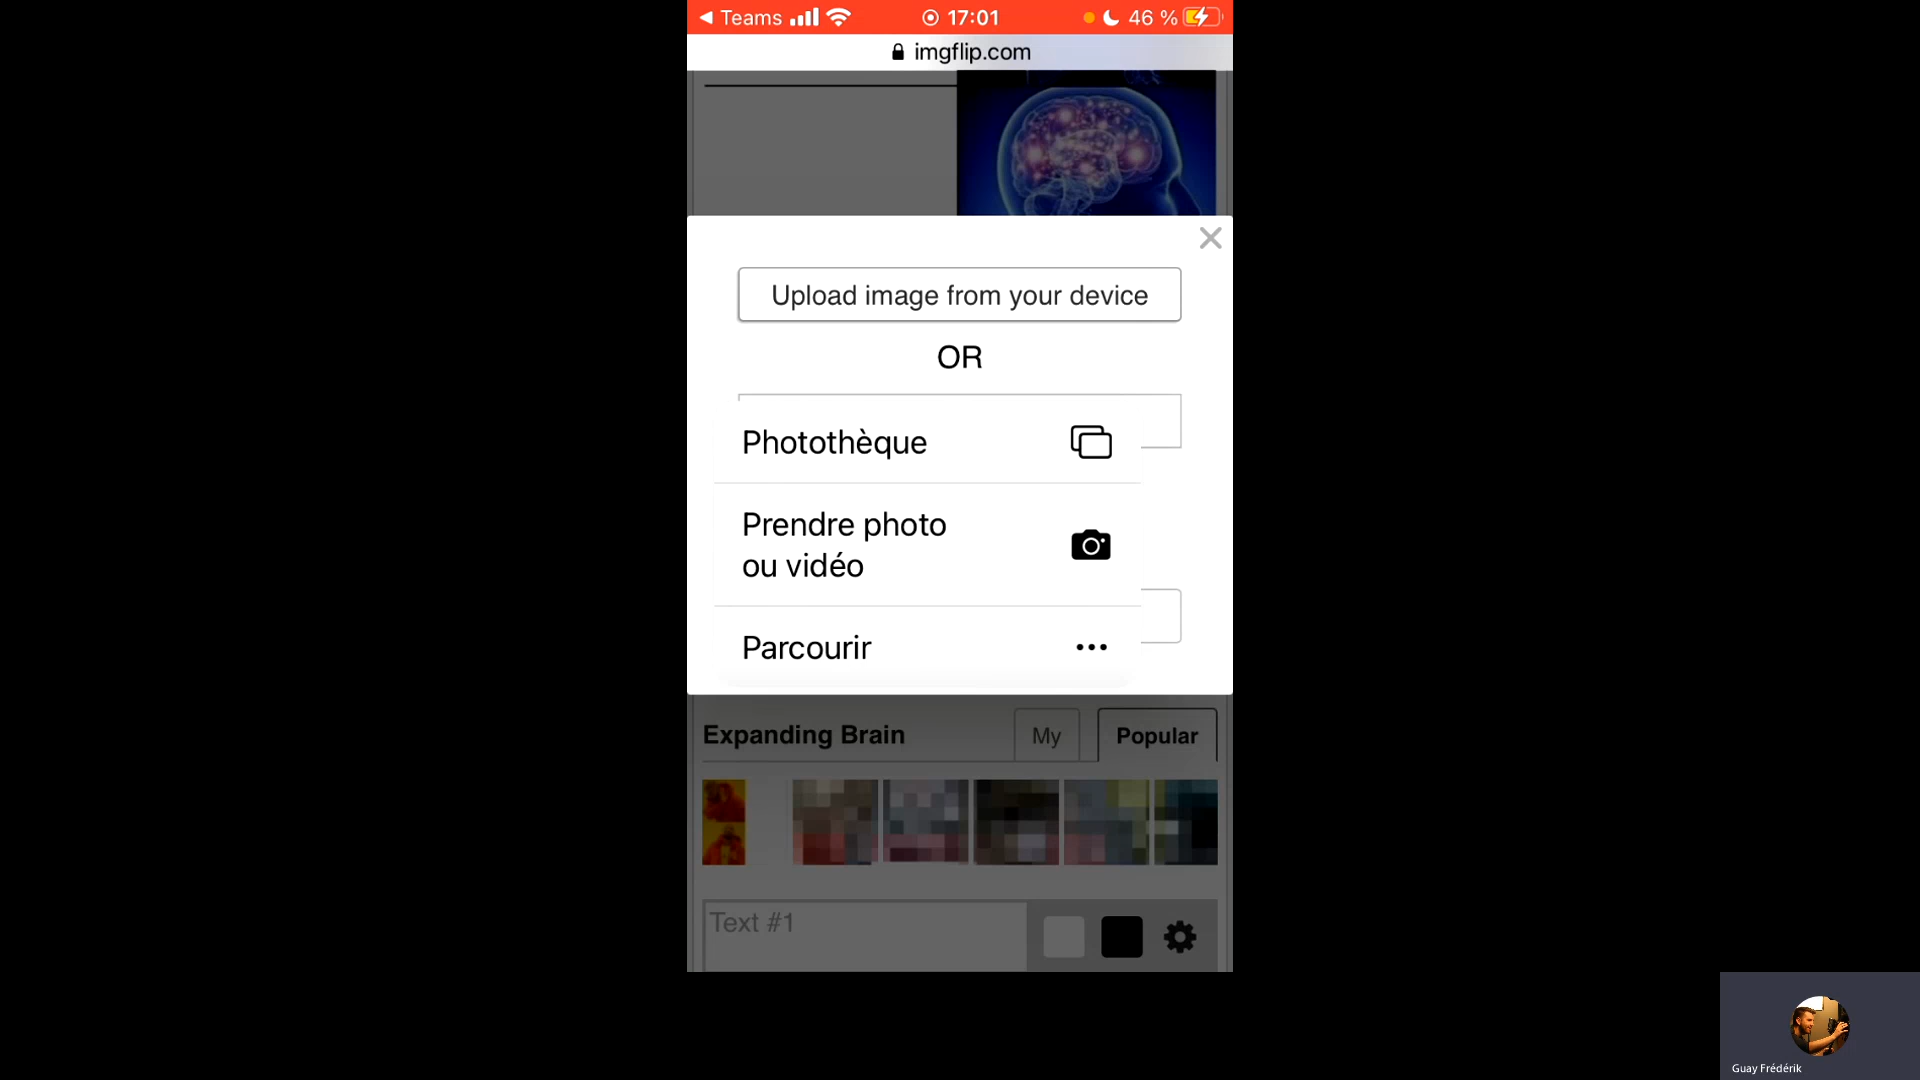 Teams 17:01 46 %
imgflip.com
Upload image from your device
OR
Photothèque
Prendre photo
ou vidéo
Parcourir
Expanding Brain My Popular
Text #1
Guay Frédérik